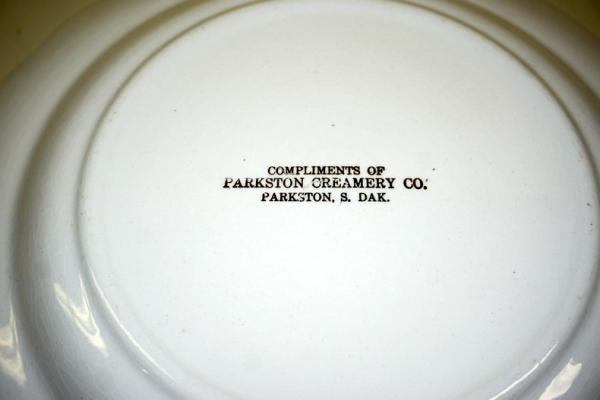 COMPLIMENTS OF
PARKSTON CREAMERY CO.
PARKSTON, S. DAK.